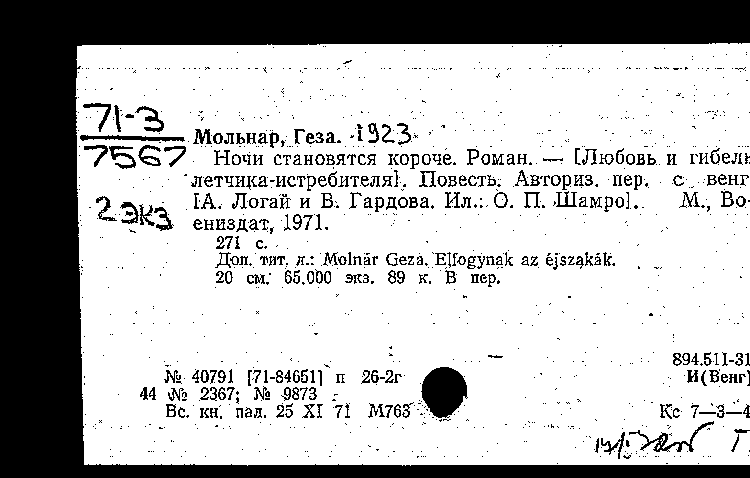 71-3
7567
2 экз
Мольнар, Геза. 1923
Ночи становятся короче. Роман. — [Любовь и гибель
летчика-истребителя]. Повесть. Авториз. пер. с венг
[А. Логай и В. Гардова. Ил.: О. П. Шамро]. М., Во-
ениздат, 1971.
271 с.
Доп. тит. л.: Molnár Geza. Elfogynak az éjszakák.
20 см. 65.000 экз. 89 к. В пер.
894.511-31
№ 40791 [71-84651] п 26-2г И(Венг)
44 № 2367; № 9873
Вс. кн. пал. 25 XI 71 М763 Кс 7—3—4
Г.